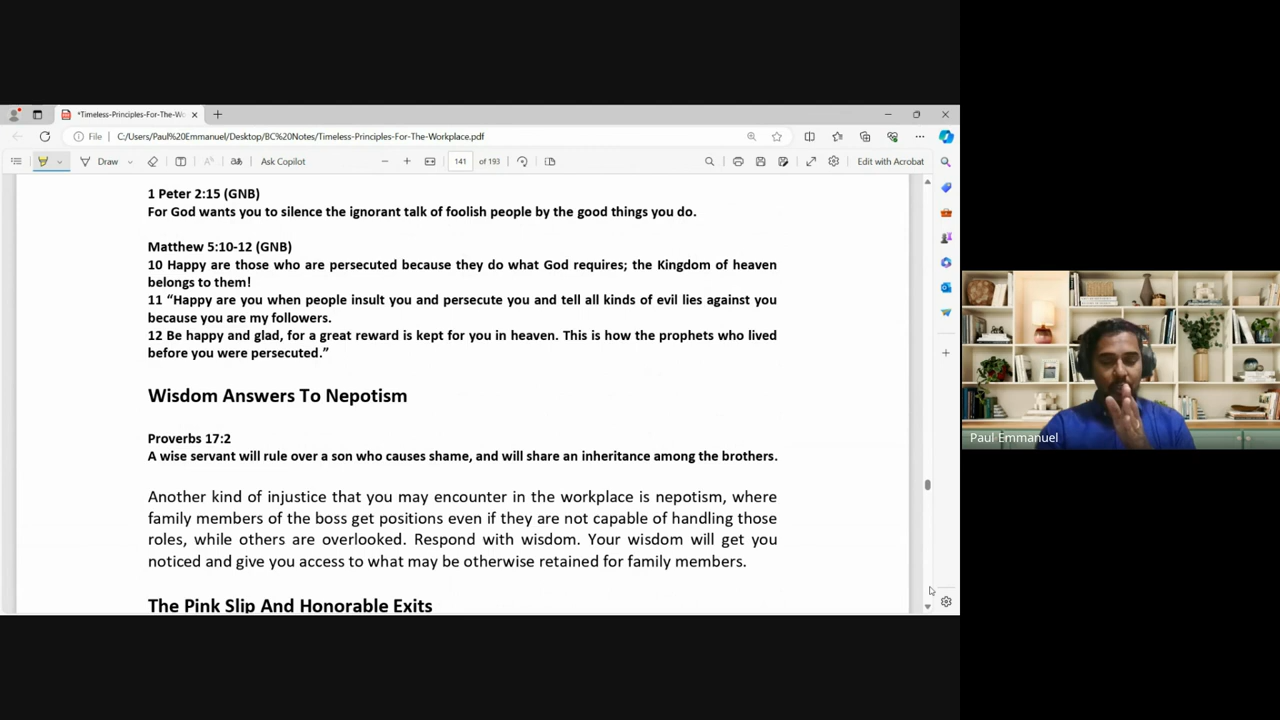 *Timeless-Principles-For-The-Wo
File
C:/Users/Paul%20Emmanuel/Desktop/BC%20Notes/Timeless-Principles-For-The-Workplace.pdf
Draw
Ask Copilot
141 of 193
Edit with Acrobat
1 Peter 2:15 (GNB)
For God wants you to silence the ignorant talk of foolish people by the good things you do.
Matthew 5:10-12 (GNB)
10 Happy are those who are persecuted because they do what God requires; the Kingdom of heaven
belongs to them!
11 “Happy are you when people insult you and persecute you and tell all kinds of evil lies against you
because you are my followers.
12 Be happy and glad, for a great reward is kept for you in heaven. This is how the prophets who lived
before you were persecuted.”
Wisdom Answers To Nepotism
Proverbs 17:2
A wise servant will rule over a son who causes shame, and will share an inheritance among the brothers.
Another kind of injustice that you may encounter in the workplace is nepotism, where
family members of the boss get positions even if they are not capable of handling those
roles, while others are overlooked. Respond with wisdom. Your wisdom will get you
noticed and give you access to what may be otherwise retained for family members.
The Pink Slip And Honorable Exits
Paul Emmanuel